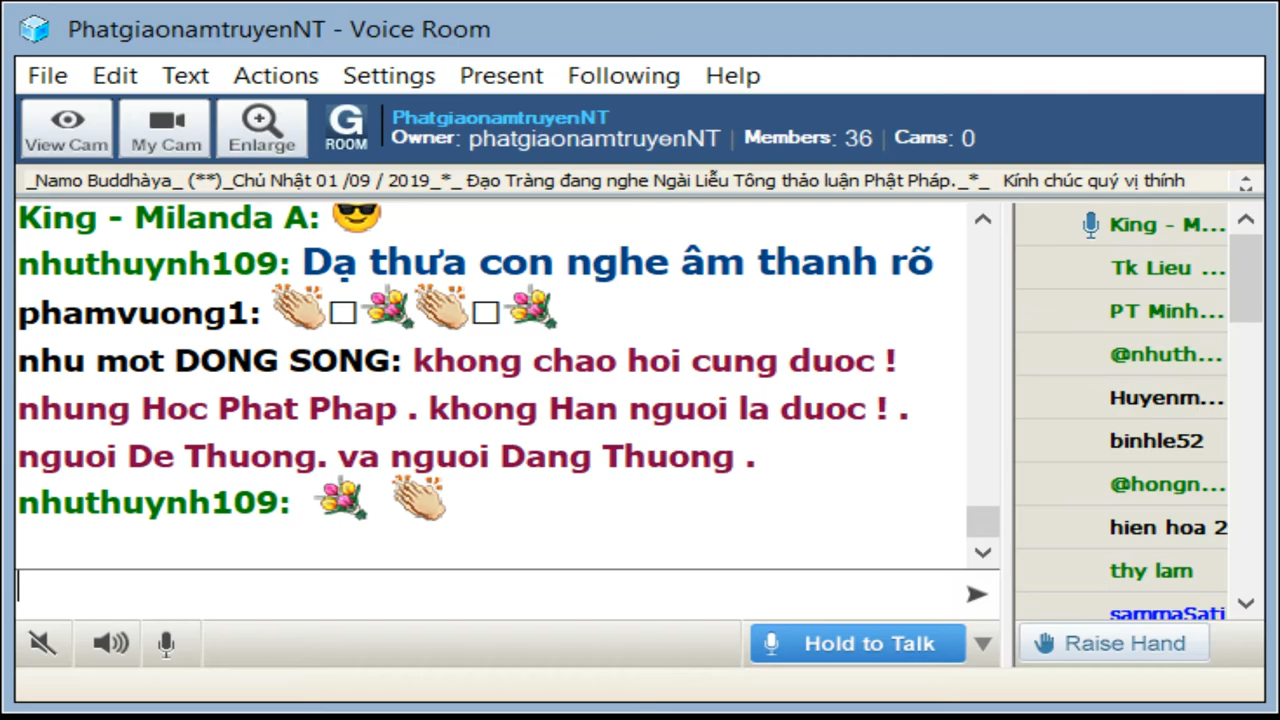 PhatgiaonamtruyenNT - Voice Room
File Edit Text Actions Settings Present Following Help
View Cam My Cam Enlarge G ROOM
PhatgiaonamtruyenNT
Owner: phatgiaonamtruyenNT | Members: 36 | Cams: 0
_Namo Buddhàya_ (**)_Chủ Nhật 01 /09 / 2019_*_ Đạo Tràng đang nghe Ngài Liễu Tông thảo luận Phật Pháp._*_ Kính chúc quý vị thính
King - Milanda A:
nhuthuynh109: Dạ thưa con nghe âm thanh rõ
phamvuong1:
nhu mot DONG SONG: khong chao hoi cung duoc !
nhung Hoc Phat Phap . khong Han nguoi la duoc ! .
nguoi De Thuong. va nguoi Dang Thuong .
nhuthuynh109:
King - M...
Tk Lieu ...
PT Minh...
@nhuth...
Huyenm...
binhle52
@hongn...
hien hoa 2
thy lam
sammaSati
Hold to Talk
Raise Hand